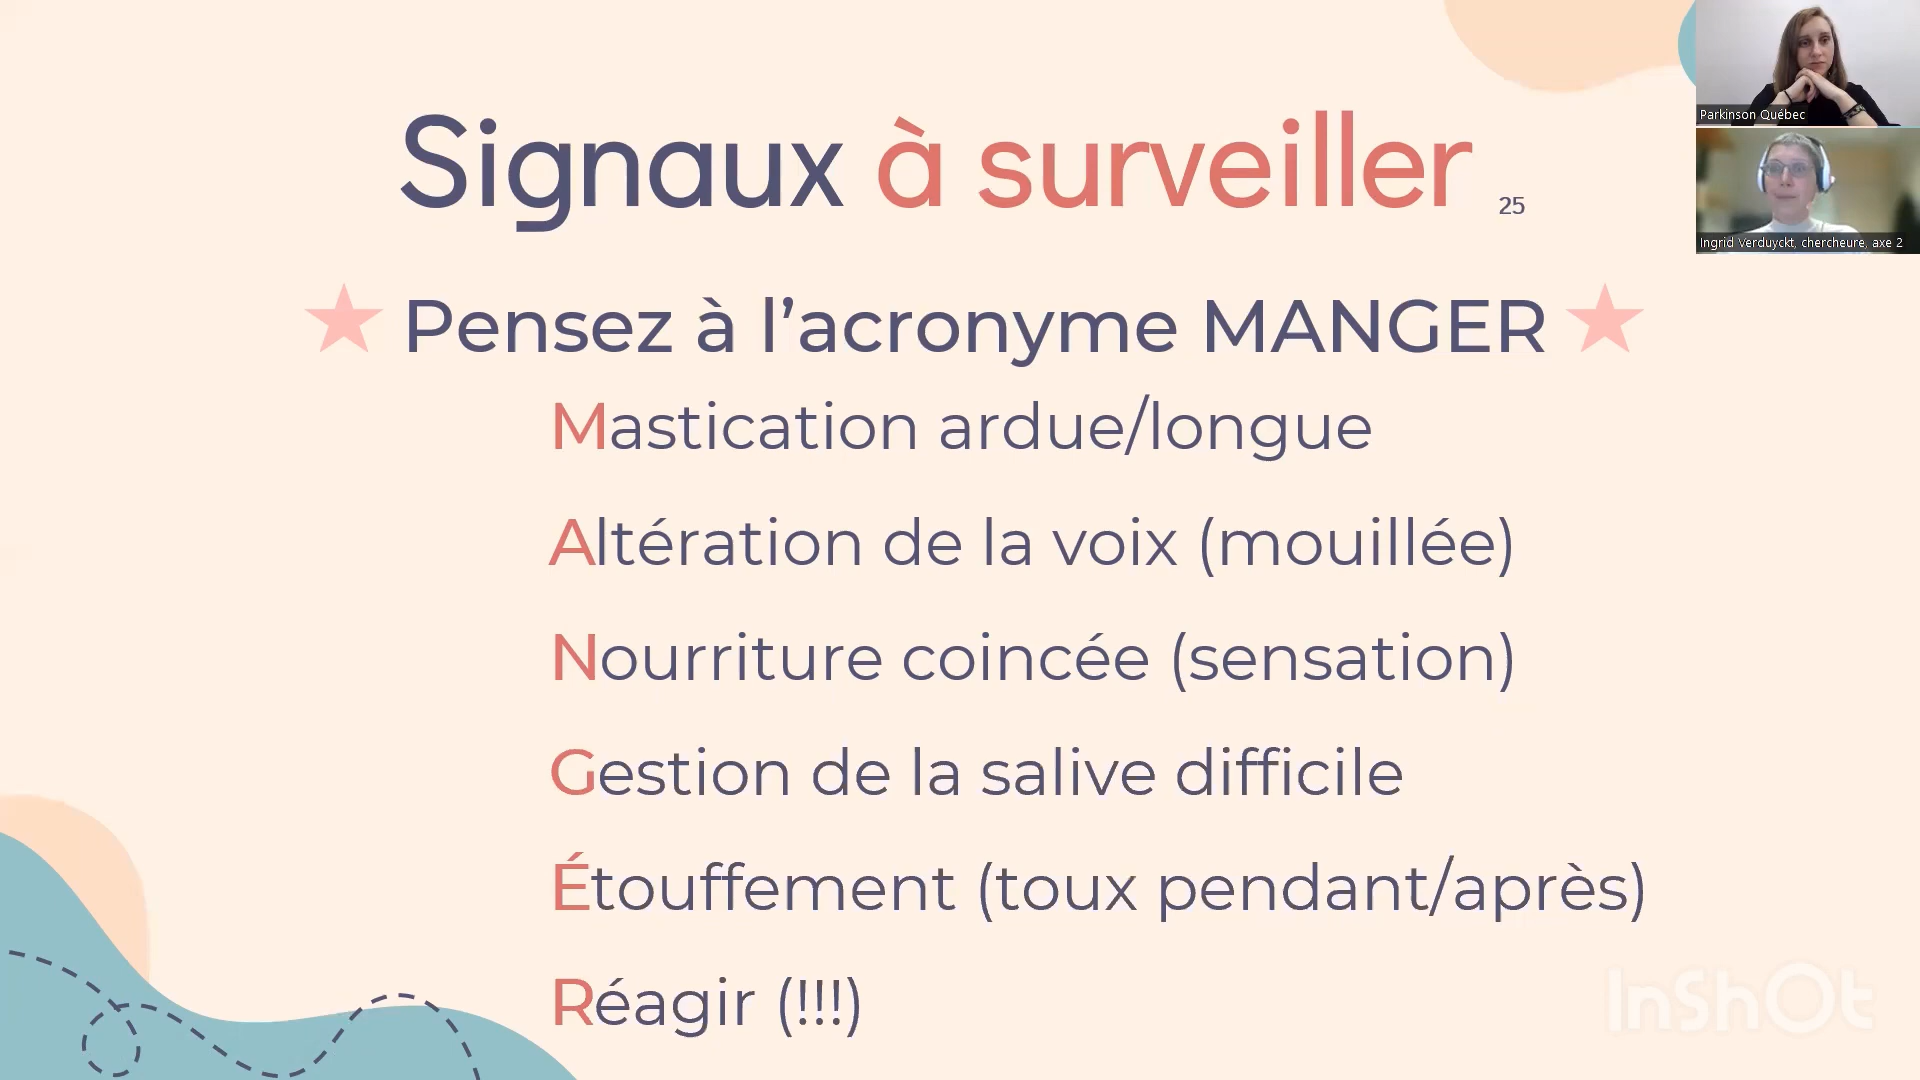 Signaux à surveiller 25
Pensez à l’acronyme MANGER
Mastication ardue/longue
Altération de la voix (mouillée)
Nourriture coincée (sensation)
Gestion de la salive difficile
Étouffement (toux pendant/après)
Réagir (!!!)
Parkinson Québec
Ingrid Verduyckt, chercheure, axe 2
InShOt